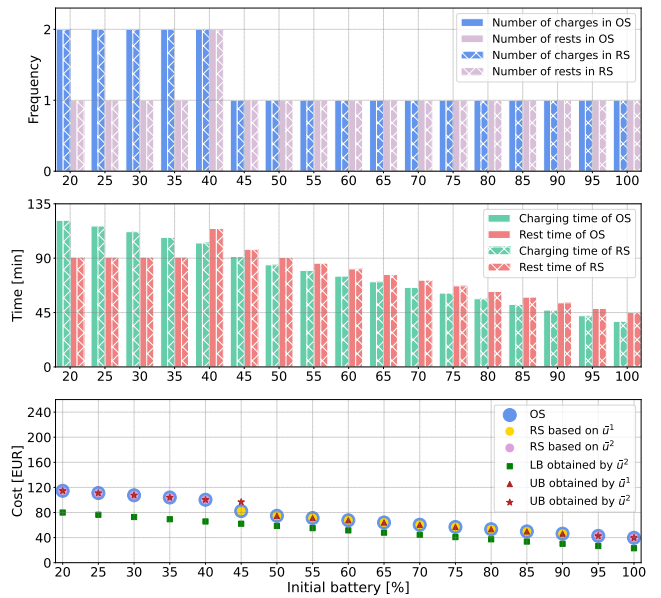 2
1
0
Frequency
Number of charges in OS
Number of rests in OS
Number of charges in RS
Number of rests in RS
20 25 30 35 40 45 50 55 60 65 70 75 80 85 90 95 100
135
90
45
0
Time [min]
Charging time of OS
Rest time of OS
Charging time of RS
Rest time of RS
20 25 30 35 40 45 50 55 60 65 70 75 80 85 90 95 100
240
200
160
120
80
40
0
Cost [EUR]
OS
RS based on ū¹
RS based on ū²
LB obtained by ū²
UB obtained by ū¹
UB obtained by ū²
20 25 30 35 40 45 50 55 60 65 70 75 80 85 90 95 100
Initial battery [%]